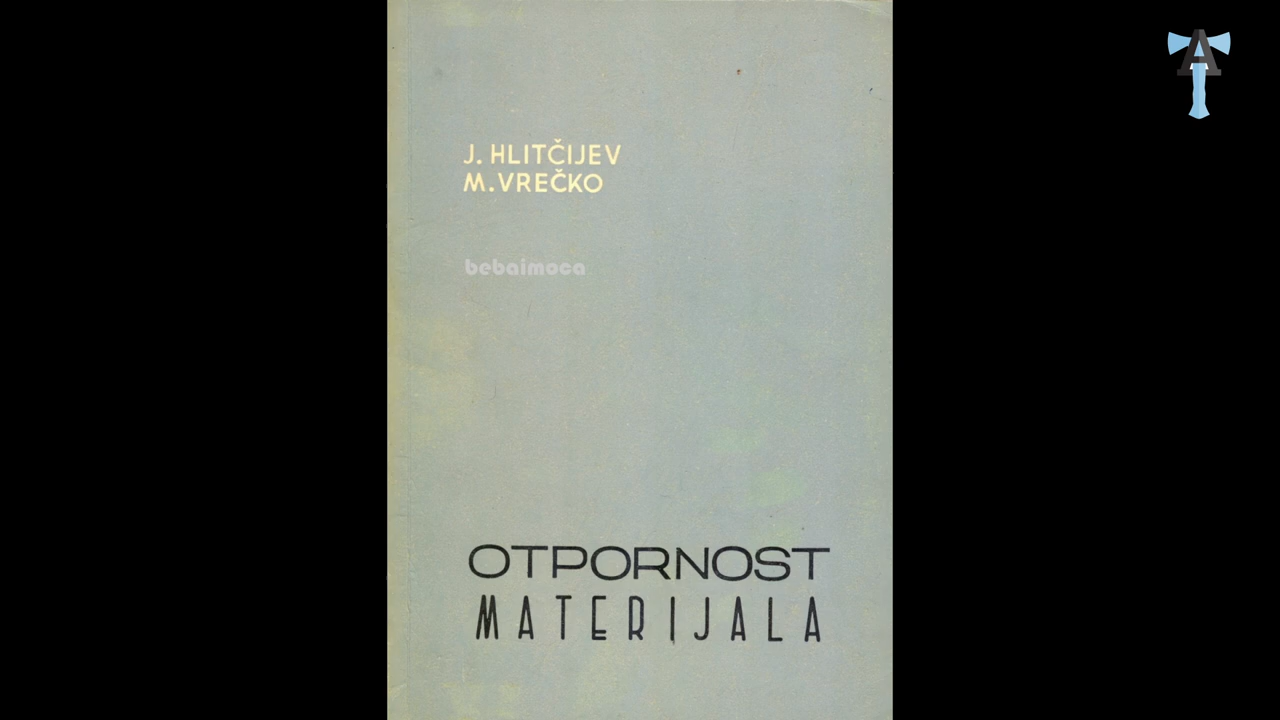 J. HLITČIJEV
M. VREČKO
bebaimoca
OTPORNOST
MATERIJALA
A